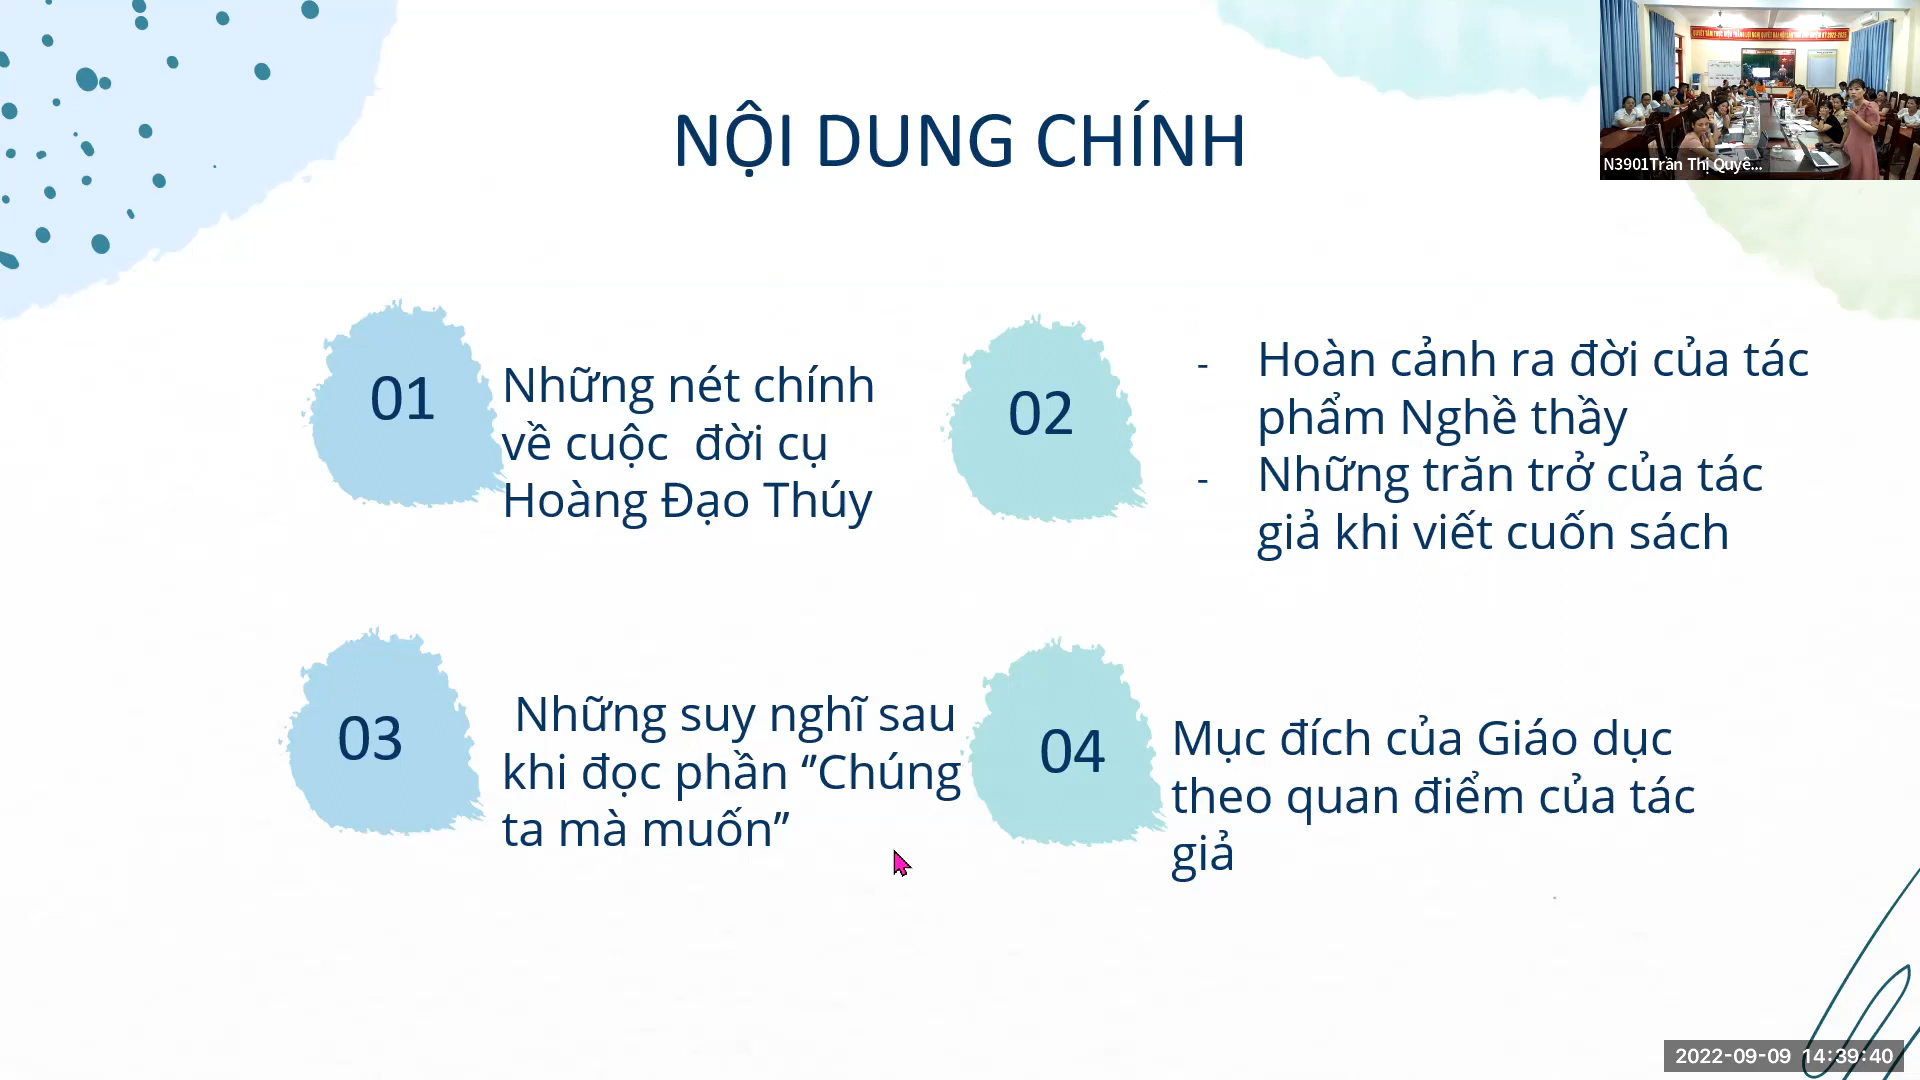 NỘI DUNG CHÍNH
N3901Trần Thị Quyê...
01
Những nét chính
về cuộc  đời cụ
Hoàng Đạo Thúy
02
- Hoàn cảnh ra đời của tác
phẩm Nghề thầy
- Những trăn trở của tác
giả khi viết cuốn sách
03
Những suy nghĩ sau
khi đọc phần “Chúng
ta mà muốn”
04
Mục đích của Giáo dục
theo quan điểm của tác
giả
2022-09-09 14:39:40